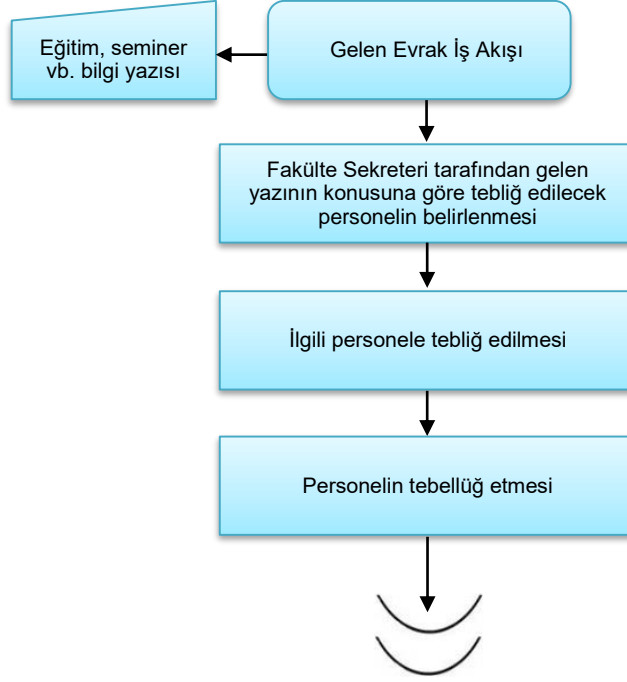 Eğitim, seminer
vb. bilgi yazısı
Gelen Evrak İş Akışı
Fakülte Sekreteri tarafından gelen
yazının konusuna göre tebliğ edilecek
personelin belirlenmesi
İlgili personele tebliğ edilmesi
Personelin tebellüğ etmesi